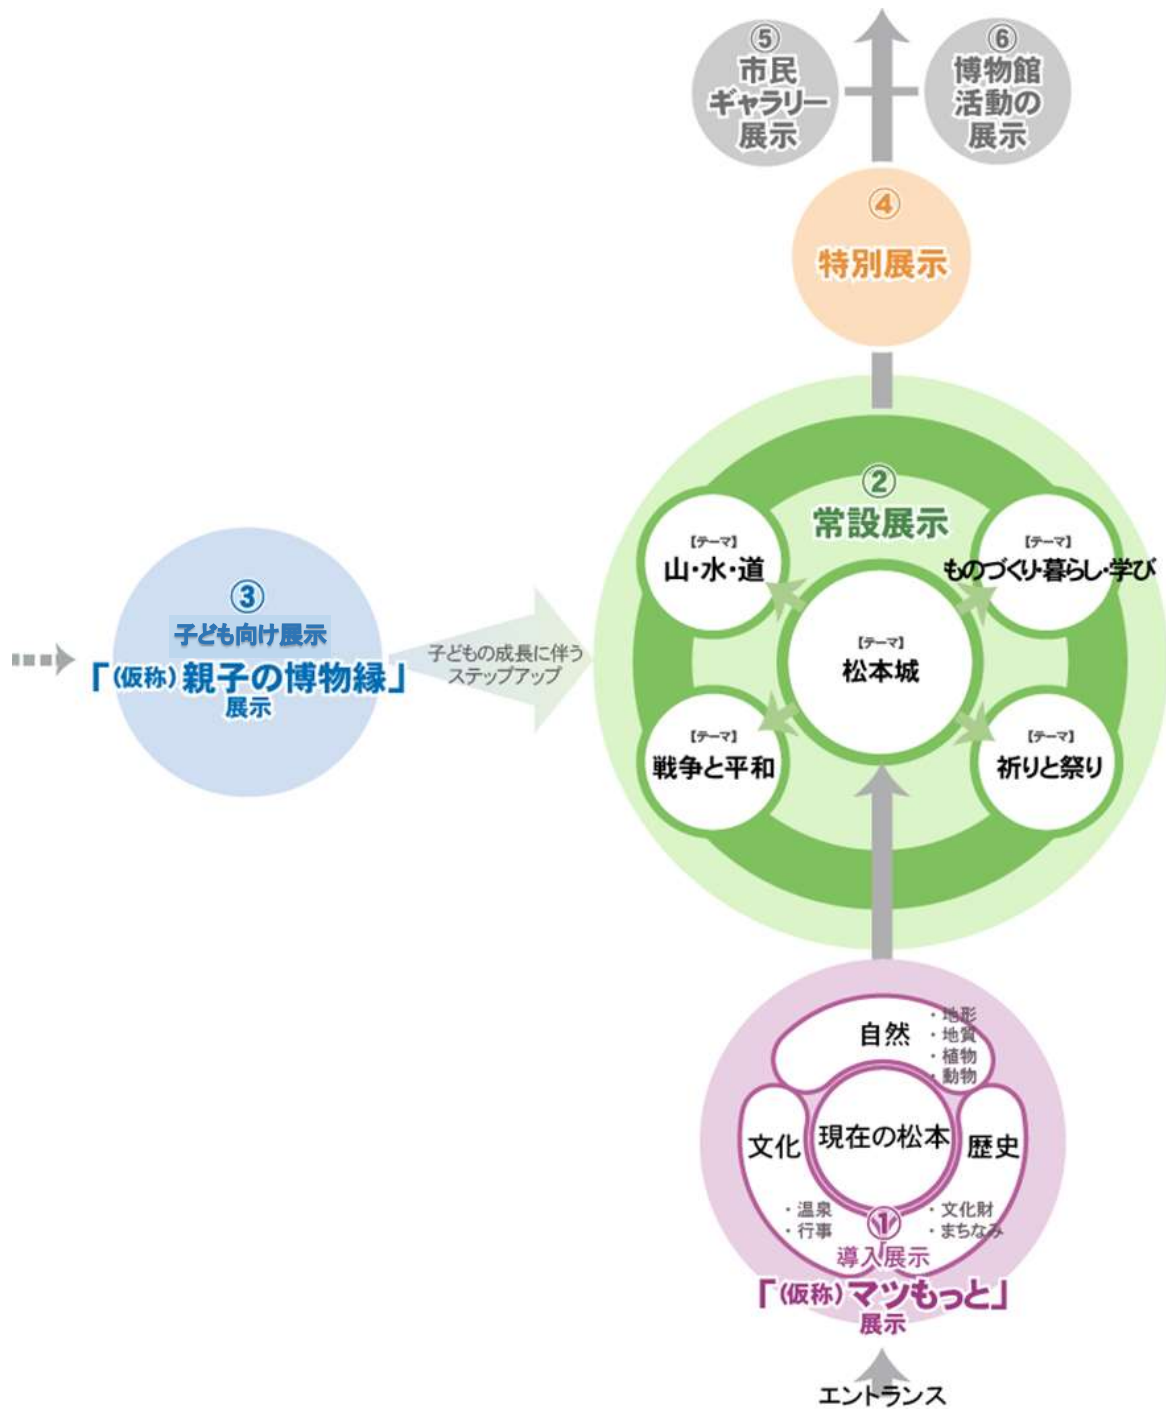 ⑤
市民
ギャラリー
展示
⑥
博物館
活動の
展示
④
特別展示
②
常設展示
【テーマ】
山・水・道
【テーマ】
ものづくり・暮らし・学び
【テーマ】
松本城
【テーマ】
戦争と平和
【テーマ】
祈りと祭り
③
子ども向け展示
「(仮称)親子の博物縁」
展示
子どもの成長に伴う
ステップアップ
自然
・地形
・地質
・植物
・動物
文化
現在の松本
歴史
・温泉
・行事
・文化財
・まちなみ
①
導入展示
「(仮称)マツもっと」
展示
エントランス